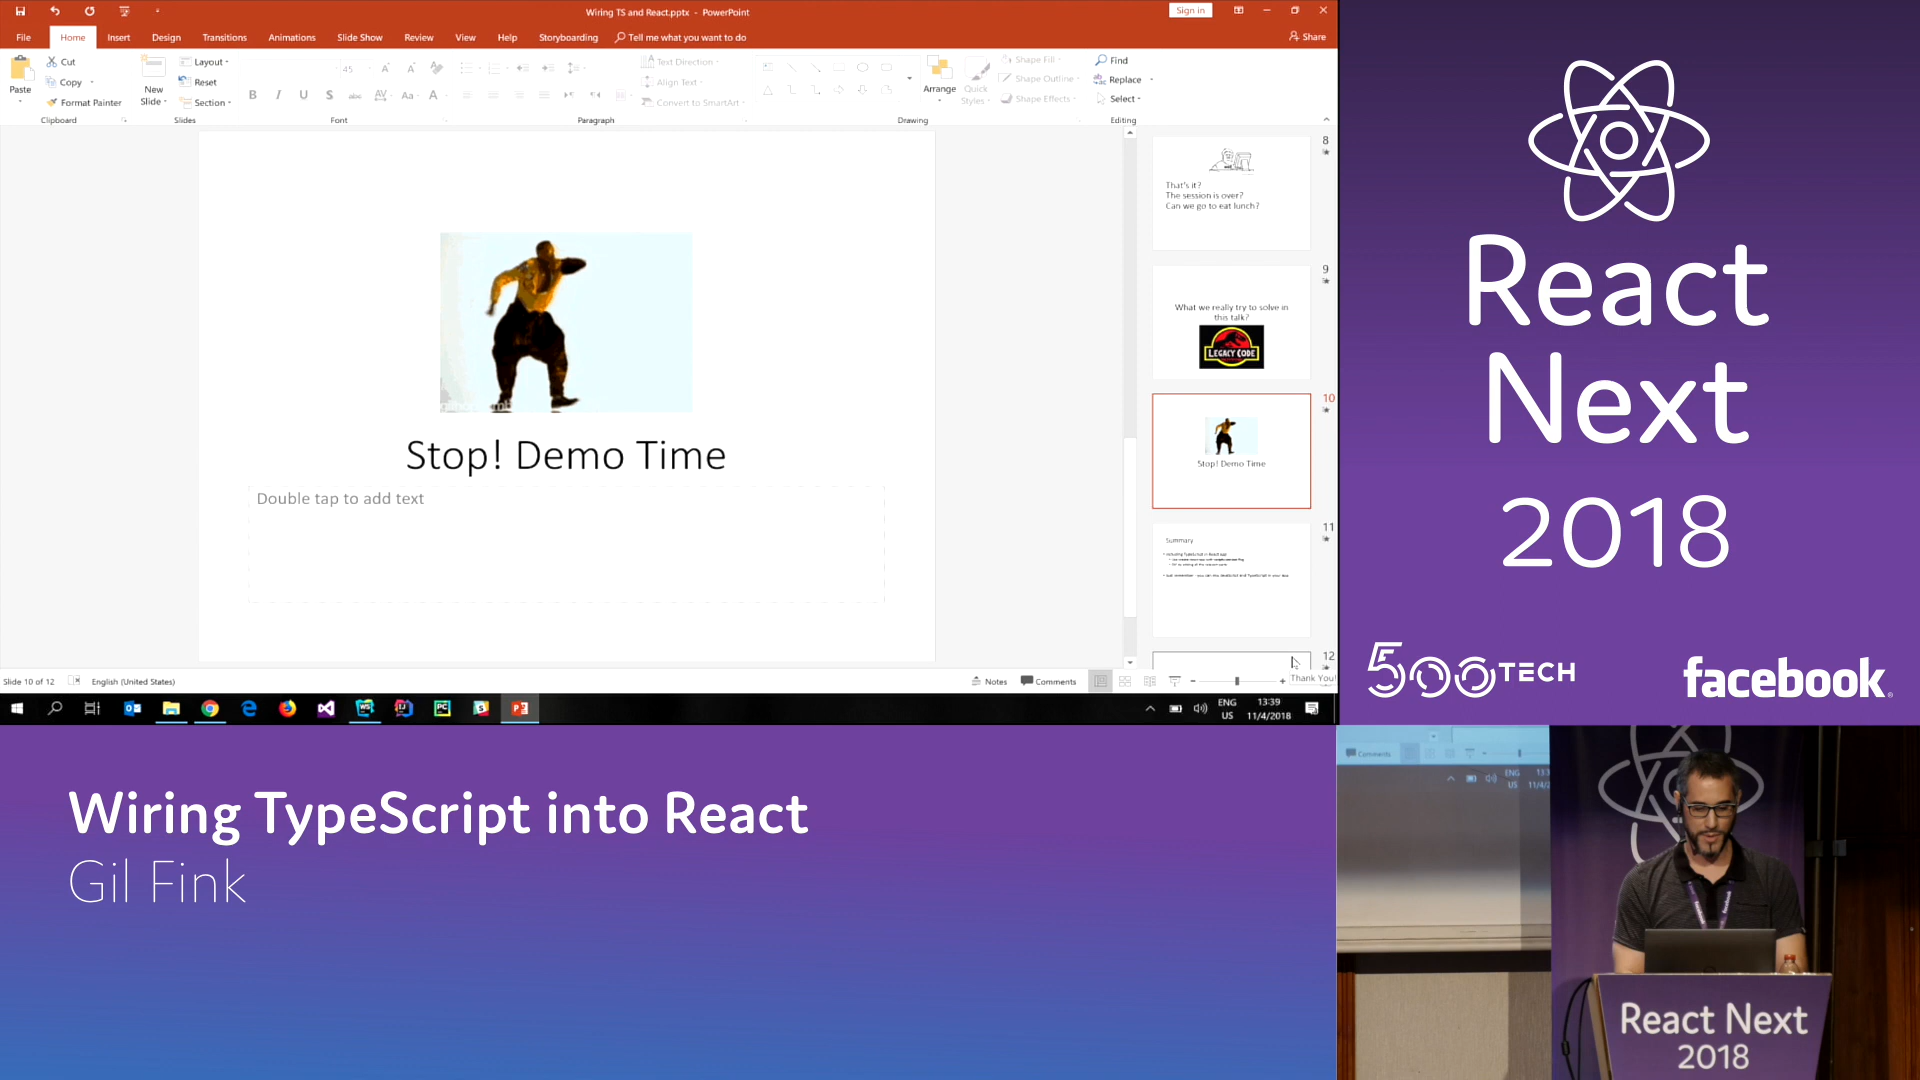 Wiring TS and React.pptx - PowerPoint
Sign in
File Home Insert Design Transitions Animations Slide Show Review View Help Storyboarding Tell me what you want to do
Share
Paste
Cut
Copy
Format Painter
Clipboard
New Slide
Layout
Reset
Section
Slides
45
B I U S abc AV Aa A
Font
Paragraph
Text Direction
Align Text
Convert to SmartArt
Arrange
Quick Styles
Shape Fill
Shape Outline
Shape Effects
Drawing
Find
Replace
Select
Editing
Stop! Demo Time
Double tap to add text
8
That's it?
The session is over?
Can we go to eat lunch?
9
What we really try to solve in
this talk?
LEGACY CODE
10
Stop! Demo Time
11
Summary
12
Thank You!
Slide 10 of 12
English (United States)
Notes
Comments
ENG
US
13:39
11/4/2018
React
Next
2018
500TECH
facebook
Wiring TypeScript into React
Gil Fink
Comments
ENG
US
React Next
2018